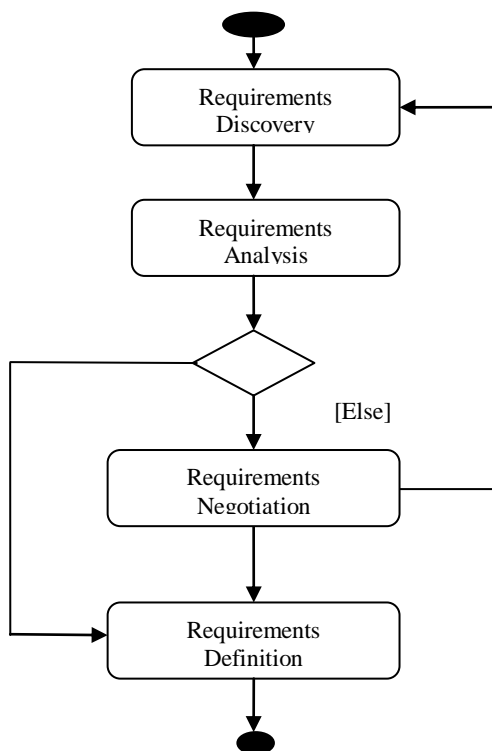 Requirements
Discovery
Requirements
Analysis
[Else]
Requirements
Negotiation
Requirements
Definition